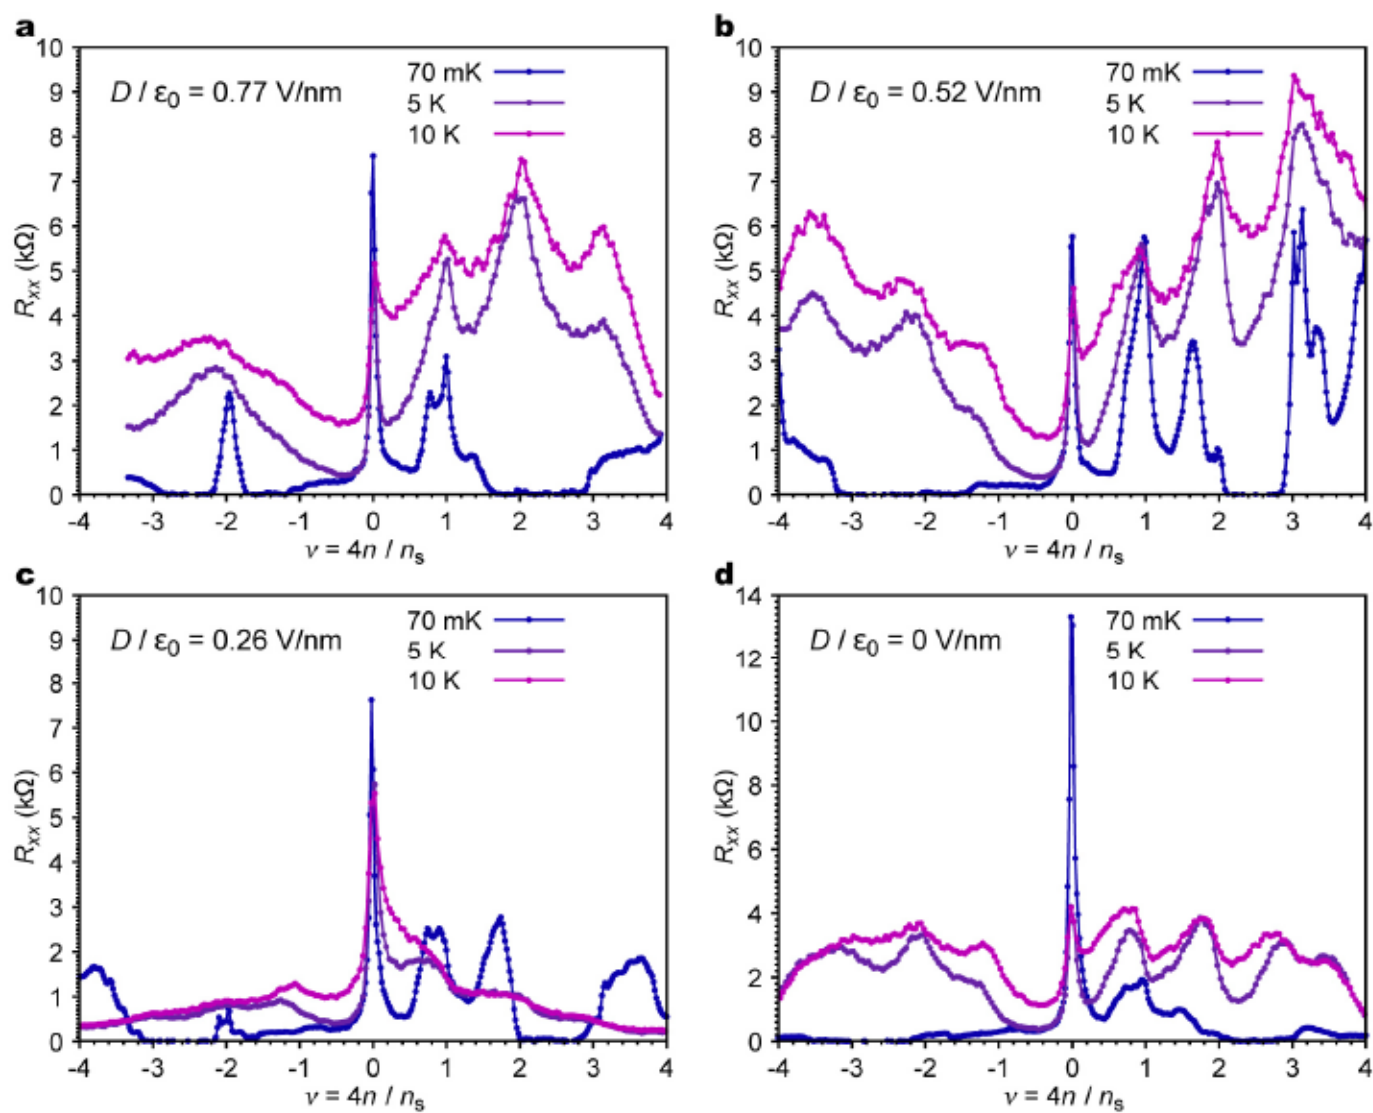 a
D / ε₀ = 0.77 V/nm
70 mK
5 K
10 K
10
9
8
7
6
5
4
3
2
1
0
Rₓₓ (kΩ)
-4 -3 -2 -1 0 1 2 3 4
ν = 4n / nₛ
b
D / ε₀ = 0.52 V/nm
70 mK
5 K
10 K
10
9
8
7
6
5
4
3
2
1
0
Rₓₓ (kΩ)
-4 -3 -2 -1 0 1 2 3 4
ν = 4n / nₛ
c
D / ε₀ = 0.26 V/nm
70 mK
5 K
10 K
10
9
8
7
6
5
4
3
2
1
0
Rₓₓ (kΩ)
-4 -3 -2 -1 0 1 2 3 4
ν = 4n / nₛ
d
D / ε₀ = 0 V/nm
70 mK
5 K
10 K
14
12
10
8
6
4
2
0
Rₓₓ (kΩ)
-4 -3 -2 -1 0 1 2 3 4
ν = 4n / nₛ